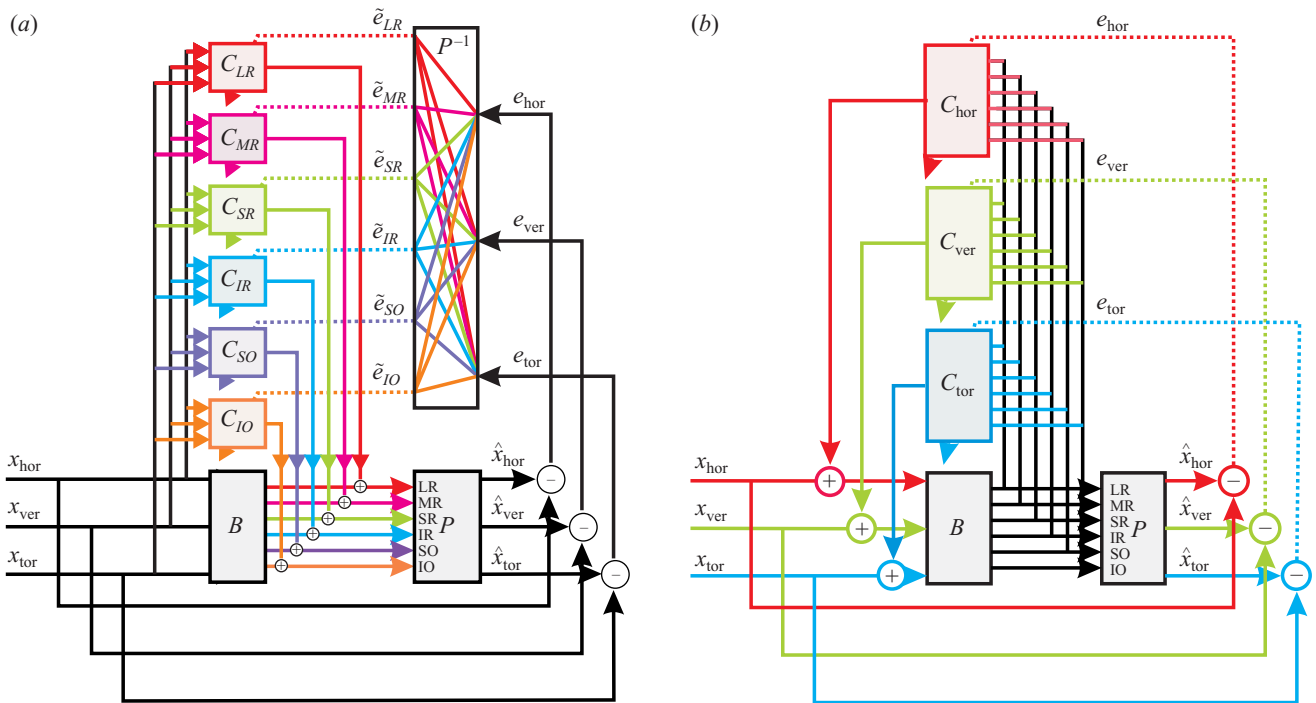 (a)
ẽ_LR
P⁻¹
C_LR
ẽ_MR
e_hor
C_MR
ẽ_SR
C_SR
ẽ_IR
e_ver
C_IR
ẽ_SO
C_SO
e_tor
ẽ_IO
C_IO
x_hor
x̂_hor
+
−
LR
MR
+
x_ver
B
SR
+
P
x̂_ver
−
IR
+
SO
+
x_tor
IO
+
x̂_tor
−
(b)
e_hor
C_hor
e_ver
C_ver
e_tor
C_tor
x_hor
+
x̂_hor
−
LR
MR
x_ver
+
B
SR
P
x̂_ver
−
IR
SO
x_tor
+
IO
x̂_tor
−